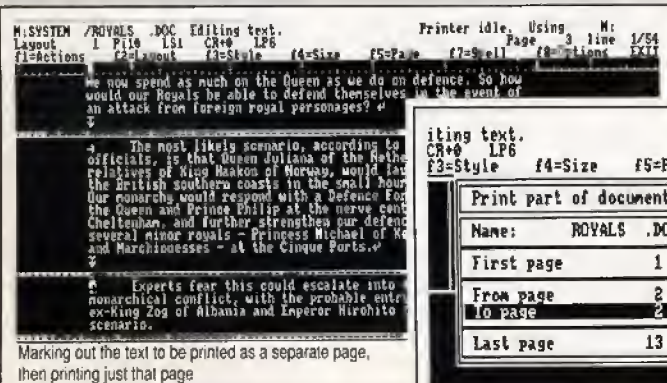 M:SYSTEM /ROYALS .DOC Editing text. Printer idle. Using M:
Layout 1 Pi10 LS1 CR+0 LP6 Page 3 line 1/54
f1=Actions f2=Layout f3=Style f4=Size f5=Page f7=Spell f8=Options EXIT
We now spend as much on the Queen as we do on defence. So how
would our Royals be able to defend themselves in the event of
an attack from foreign royal personages?
The most likely scenario, according to
officials, is that Queen Juliana of the Nethe
relatives of King Haakon of Norway, would lau
the British southern coasts in the small hour
Our monarchy would respond with a Defence For
the Queen and Prince Philip at the nerve cent
Cheltenham, and further strengthen our defenc
several minor royals - Princess Michael of Ke
and Marchionesses - at the Cinque Ports.
Experts fear this could escalate into
monarchical conflict, with the probable entry
ex-King Zog of Albania and Emperor Hirohito
scenario.
iting text.
CR+0 LP6
f3=Style f4=Size f5=P
Print part of document
Name: ROYALS .DO
First page 1
From page 2
To page 2
Last page 13
Marking out the text to be printed as a separate page,
then printing just that page